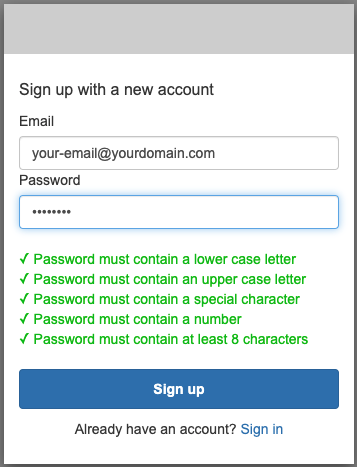 Sign up with a new account
Email
your-email@yourdomain.com
Password
••••••••
✓ Password must contain a lower case letter
✓ Password must contain an upper case letter
✓ Password must contain a special character
✓ Password must contain a number
✓ Password must contain at least 8 characters
Sign up
Already have an account? Sign in